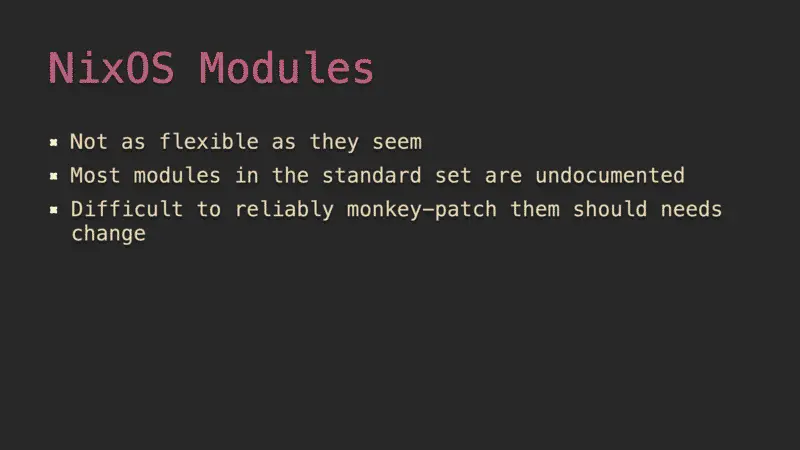 NixOS Modules
Not as flexible as they seem
Most modules in the standard set are undocumented
Difficult to reliably monkey-patch them should needs
change